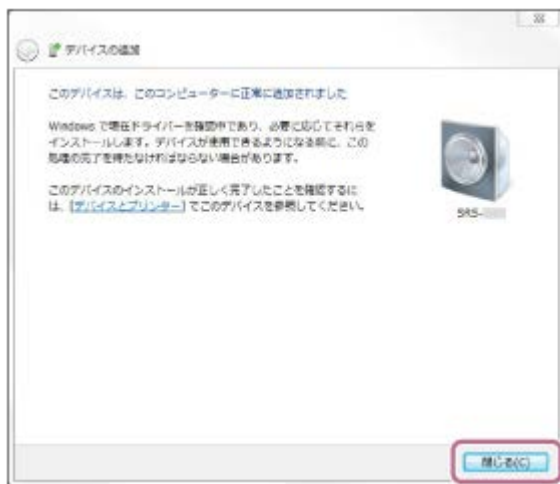 デバイスの追加
このデバイスは、このコンピューターに正常に追加されました
Windows で現在ドライバーを確認中であり、必要に応じてそれらを
インストールします。デバイスが使用できるようになる前に、この
処理の完了を待たなければならない場合があります。
SRS-
このデバイスのインストールが正しく完了したことを確認するに
は、[デバイスとプリンター] でこのデバイスを参照してください。
閉じる(C)